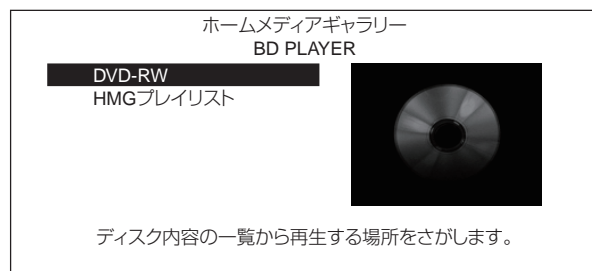 ホームメディアギャラリー
BD PLAYER
DVD-RW
HMGプレイリスト
ディスク内容の一覧から再生する場所をさがします。